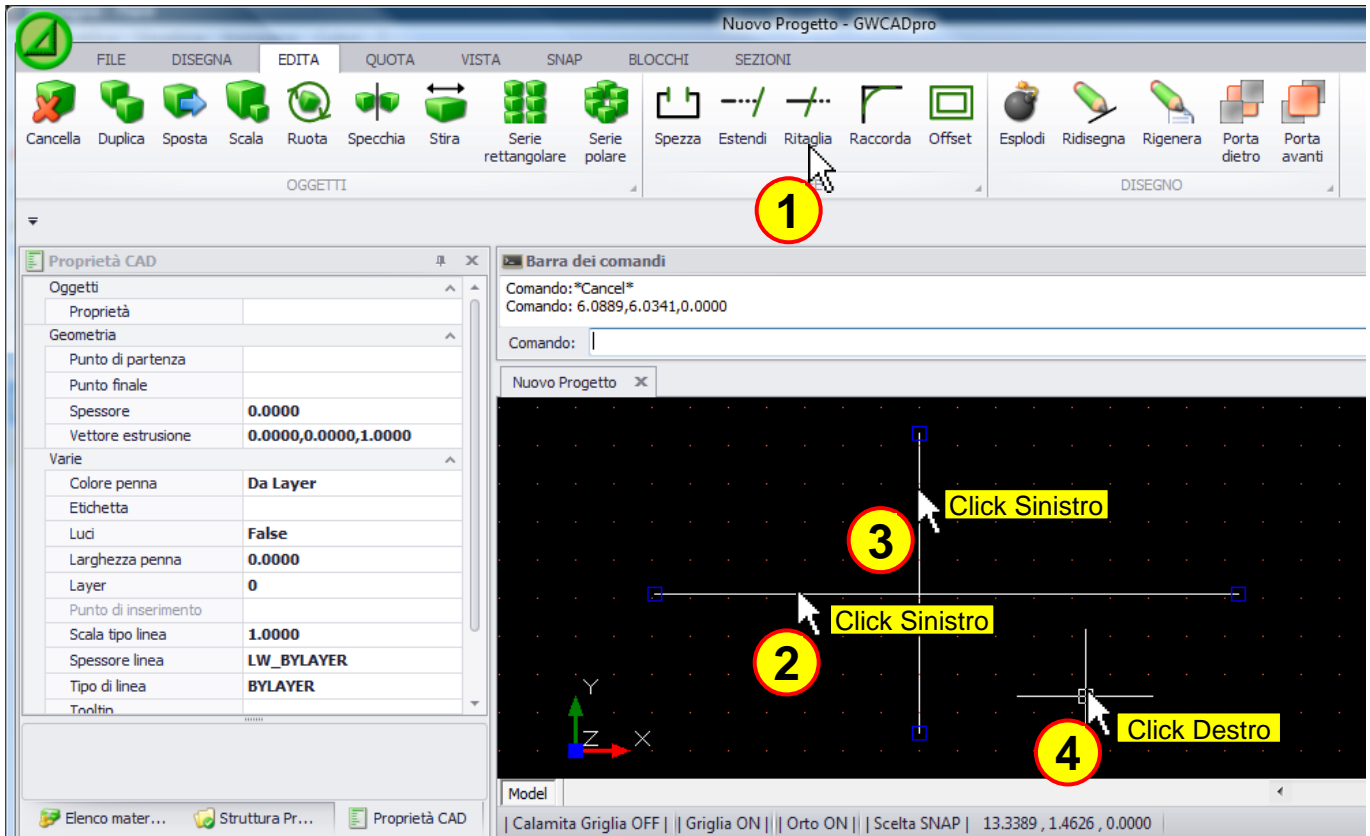 Nuovo Progetto - GWCADpro
FILE DISEGNA EDITA QUOTA VISTA SNAP BLOCCHI SEZIONI
Cancella Duplica Sposta Scala Ruota Specchia Stira Serie rettangolare Serie polare Spezza Estendi Ritaglia Raccorda Offset Esplodi Ridisegna Rigenera Porta dietro Porta avanti
OGGETTI DISEGNO
1
Proprietà CAD
Oggetti
Proprietà
Geometria
Punto di partenza
Punto finale
Spessore 0.0000
Vettore estrusione 0.0000,0.0000,1.0000
Varie
Colore penna Da Layer
Etichetta
Luci False
Larghezza penna 0.0000
Layer 0
Punto di inserimento
Scala tipo linea 1.0000
Spessore linea LW_BYLAYER
Tipo di linea BYLAYER
Tooltip
Elenco mater... Struttura Pr... Proprietà CAD
Barra dei comandi
Comando:*Cancel*
Comando: 6.0889,6.0341,0.0000
Comando:
Nuovo Progetto
Click Sinistro
3
Click Sinistro
2
Y
Z X
Click Destro
4
Model
| Calamita Griglia OFF | | Griglia ON | | Orto ON | | Scelta SNAP | 13.3389 , 1.4626 , 0.0000